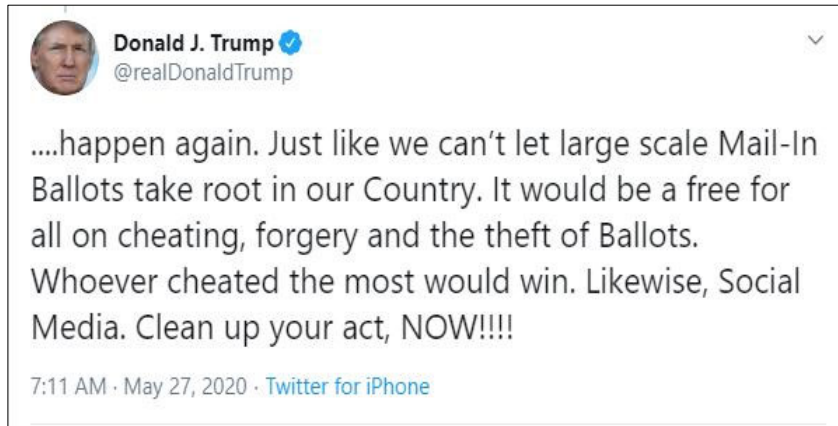 Donald J. Trump
@realDonaldTrump
....happen again. Just like we can’t let large scale Mail-In
Ballots take root in our Country. It would be a free for
all on cheating, forgery and the theft of Ballots.
Whoever cheated the most would win. Likewise, Social
Media. Clean up your act, NOW!!!!
7:11 AM · May 27, 2020 · Twitter for iPhone